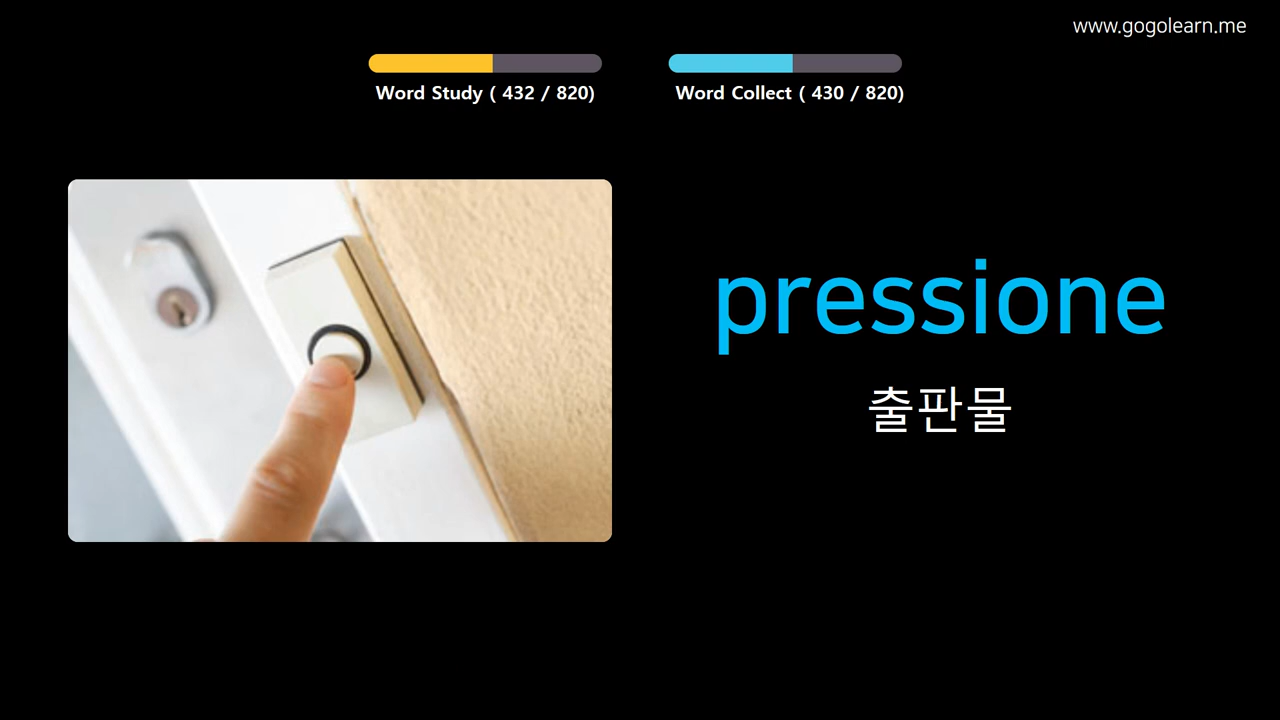 www.gogolearn.me
Word Study ( 432 / 820)
Word Collect ( 430 / 820)
pressione
출판물